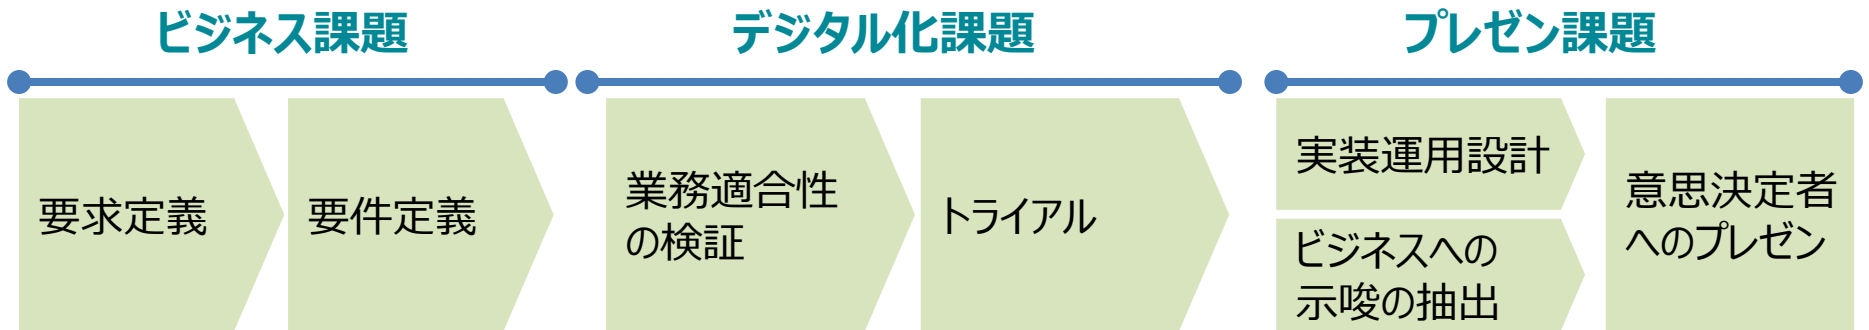 ビジネス課題
デジタル化課題
プレゼン課題
要求定義
要件定義
業務適合性
の検証
トライアル
実装運用設計
ビジネスへの
示唆の抽出
意思決定者
へのプレゼン